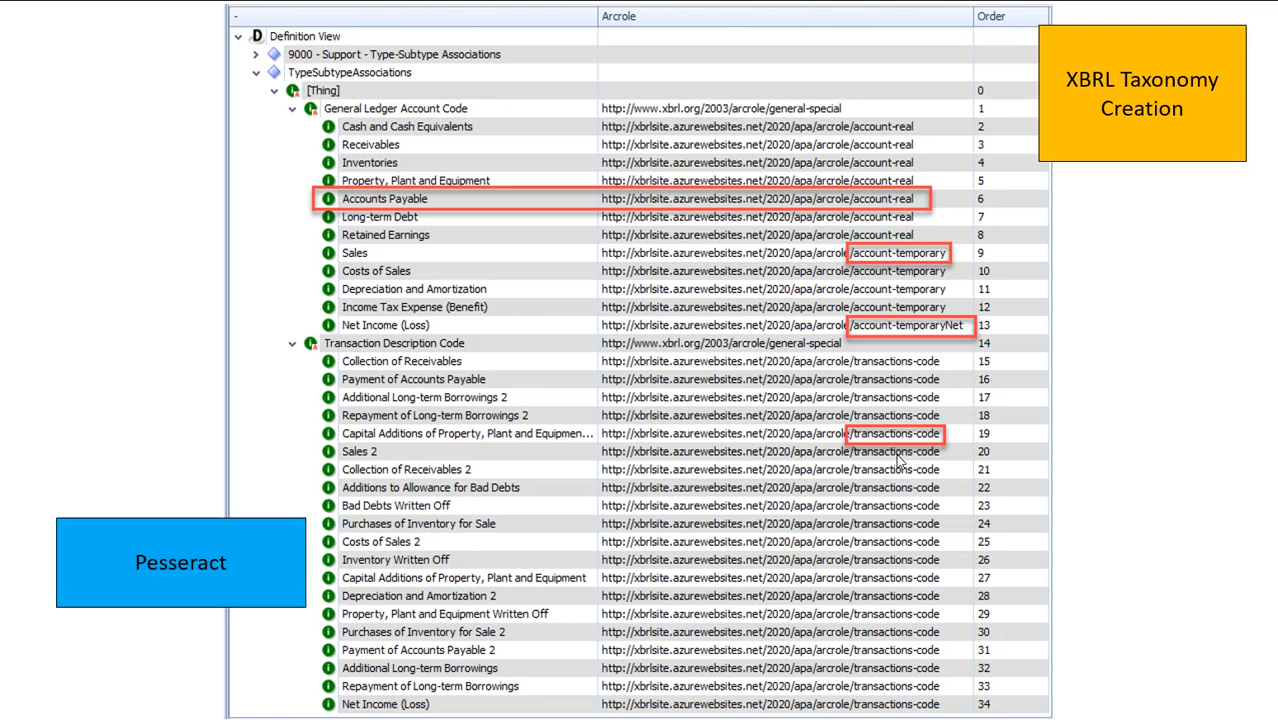 - Arcrole Order
D Definition View
9000 - Support - Type-Subtype Associations
TypeSubtypeAssociations
[Thing] 0
General Ledger Account Code http://www.xbrl.org/2003/arcrole/general-special 1
Cash and Cash Equivalents http://xbrlsite.azurewebsites.net/2020/apa/arcrole/account-real 2
Receivables http://xbrlsite.azurewebsites.net/2020/apa/arcrole/account-real 3
Inventories http://xbrlsite.azurewebsites.net/2020/apa/arcrole/account-real 4
Property, Plant and Equipment http://xbrlsite.azurewebsites.net/2020/apa/arcrole/account-real 5
Accounts Payable http://xbrlsite.azurewebsites.net/2020/apa/arcrole/account-real 6
Long-term Debt http://xbrlsite.azurewebsites.net/2020/apa/arcrole/account-real 7
Retained Earnings http://xbrlsite.azurewebsites.net/2020/apa/arcrole/account-real 8
Sales http://xbrlsite.azurewebsites.net/2020/apa/arcrole/account-temporary 9
Costs of Sales http://xbrlsite.azurewebsites.net/2020/apa/arcrole/account-temporary 10
Depreciation and Amortization http://xbrlsite.azurewebsites.net/2020/apa/arcrole/account-temporary 11
Income Tax Expense (Benefit) http://xbrlsite.azurewebsites.net/2020/apa/arcrole/account-temporary 12
Net Income (Loss) http://xbrlsite.azurewebsites.net/2020/apa/arcrole/account-temporaryNet 13
Transaction Description Code http://www.xbrl.org/2003/arcrole/general-special 14
Collection of Receivables http://xbrlsite.azurewebsites.net/2020/apa/arcrole/transactions-code 15
Payment of Accounts Payable http://xbrlsite.azurewebsites.net/2020/apa/arcrole/transactions-code 16
Additional Long-term Borrowings 2 http://xbrlsite.azurewebsites.net/2020/apa/arcrole/transactions-code 17
Repayment of Long-term Borrowings 2 http://xbrlsite.azurewebsites.net/2020/apa/arcrole/transactions-code 18
Capital Additions of Property, Plant and Equipmen... http://xbrlsite.azurewebsites.net/2020/apa/arcrole/transactions-code 19
Sales 2 http://xbrlsite.azurewebsites.net/2020/apa/arcrole/transactions-code 20
Collection of Receivables 2 http://xbrlsite.azurewebsites.net/2020/apa/arcrole/transactions-code 21
Additions to Allowance for Bad Debts http://xbrlsite.azurewebsites.net/2020/apa/arcrole/transactions-code 22
Bad Debts Written Off http://xbrlsite.azurewebsites.net/2020/apa/arcrole/transactions-code 23
Purchases of Inventory for Sale http://xbrlsite.azurewebsites.net/2020/apa/arcrole/transactions-code 24
Costs of Sales 2 http://xbrlsite.azurewebsites.net/2020/apa/arcrole/transactions-code 25
Inventory Written Off http://xbrlsite.azurewebsites.net/2020/apa/arcrole/transactions-code 26
Capital Additions of Property, Plant and Equipment http://xbrlsite.azurewebsites.net/2020/apa/arcrole/transactions-code 27
Depreciation and Amortization 2 http://xbrlsite.azurewebsites.net/2020/apa/arcrole/transactions-code 28
Property, Plant and Equipment Written Off http://xbrlsite.azurewebsites.net/2020/apa/arcrole/transactions-code 29
Purchases of Inventory for Sale 2 http://xbrlsite.azurewebsites.net/2020/apa/arcrole/transactions-code 30
Payment of Accounts Payable 2 http://xbrlsite.azurewebsites.net/2020/apa/arcrole/transactions-code 31
Additional Long-term Borrowings http://xbrlsite.azurewebsites.net/2020/apa/arcrole/transactions-code 32
Repayment of Long-term Borrowings http://xbrlsite.azurewebsites.net/2020/apa/arcrole/transactions-code 33
Net Income (Loss) http://xbrlsite.azurewebsites.net/2020/apa/arcrole/transactions-code 34
XBRL Taxonomy
Creation
Pesseract